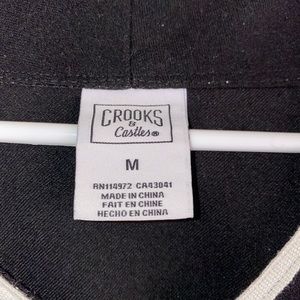 CROOKS
&
Castles®
M
RN114972 CA43041
MADE IN CHINA
FAIT EN CHINE
HECHO EN CHINA